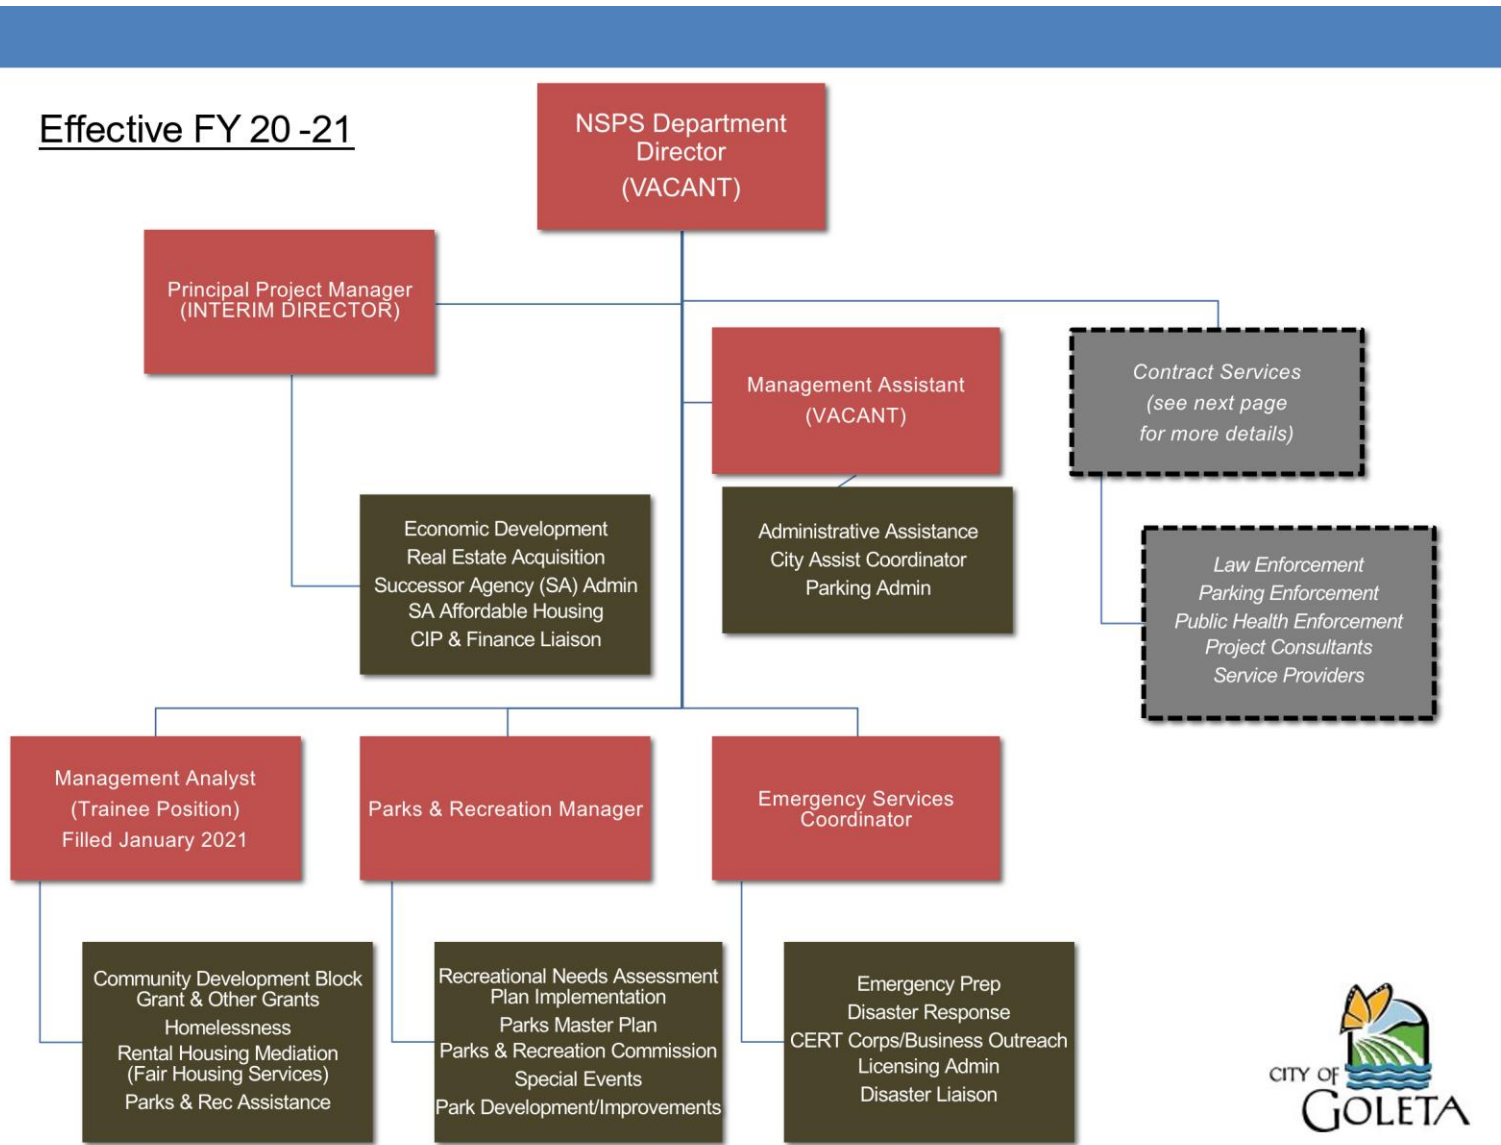 Effective FY 20 -21
NSPS Department
Director
(VACANT)
Principal Project Manager
(INTERIM DIRECTOR)
Management Assistant
(VACANT)
Contract Services
(see next page
for more details)
Economic Development
Real Estate Acquisition
Successor Agency (SA) Admin
SA Affordable Housing
CIP & Finance Liaison
Administrative Assistance
City Assist Coordinator
Parking Admin
Law Enforcement
Parking Enforcement
Public Health Enforcement
Project Consultants
Service Providers
Management Analyst
(Trainee Position)
Filled January 2021
Parks & Recreation Manager
Emergency Services
Coordinator
Community Development Block
Grant & Other Grants
Homelessness
Rental Housing Mediation
(Fair Housing Services)
Parks & Rec Assistance
Recreational Needs Assessment
Plan Implementation
Parks Master Plan
Parks & Recreation Commission
Special Events
Park Development/Improvements
Emergency Prep
Disaster Response
CERT Corps/Business Outreach
Licensing Admin
Disaster Liaison
CITY OF
GOLETA